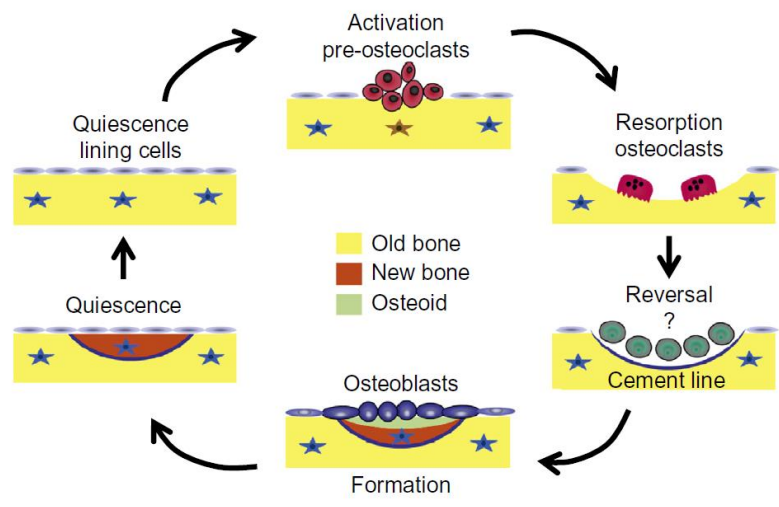 Activation
pre-osteoclasts
Resorption
osteoclasts
Reversal
?
Cement line
Osteoblasts
Formation
Quiescence
Quiescence
lining cells
Old bone
New bone
Osteoid